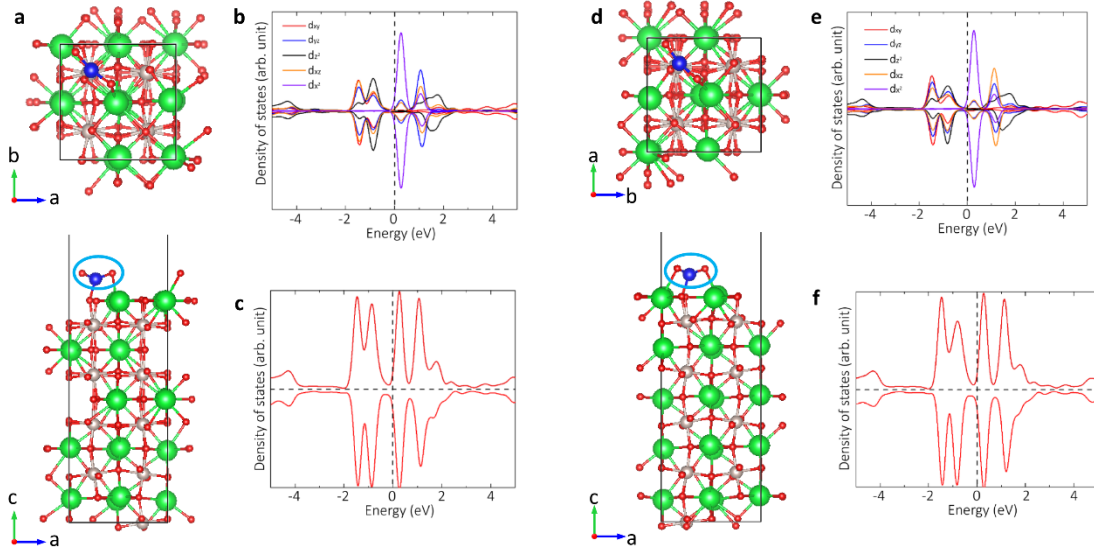 a
b
a
b
dxy
dyz
dz²
dxz
dx²
Density of states (arb. unit)
-4 -2 0 2 4
Energy (eV)
c
a
c
Density of states (arb. unit)
-4 -2 0 2 4
Energy (eV)
d
a
b
e
dxy
dyz
dz²
dxz
dx²
Density of states (arb. unit)
-4 -2 0 2 4
Energy (eV)
c
a
f
Density of states (arb. unit)
-4 -2 0 2 4
Energy (eV)